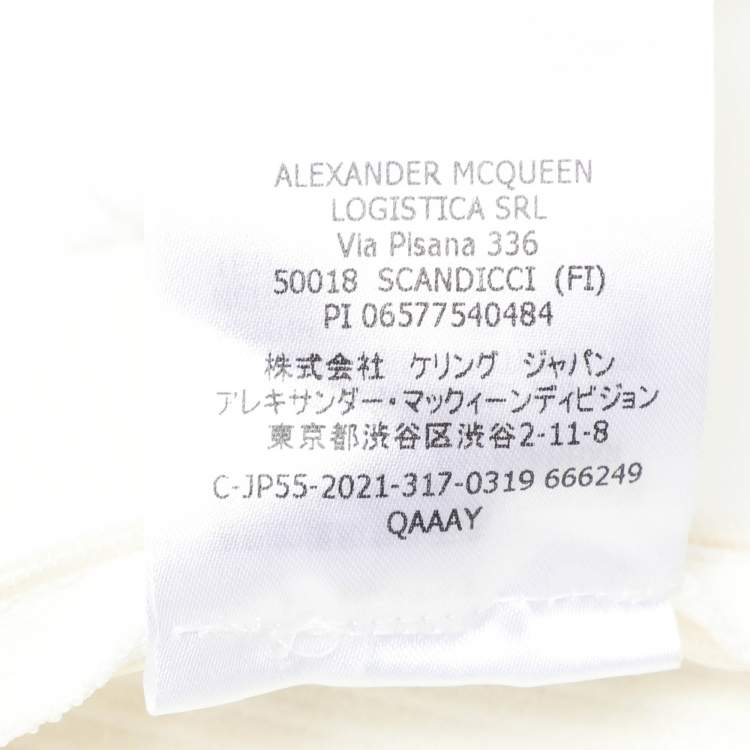 ALEXANDER MCQUEEN
LOGISTICA SRL
Via Pisana 336
50018 SCANDICCI (FI)
PI 06577540484
株式会社 ケリング ジャパン
アレキサンダー・マックィーンディビジョン
東京都渋谷区渋谷2-11-8
C-JP55-2021-317-0319 666249
QAAAY